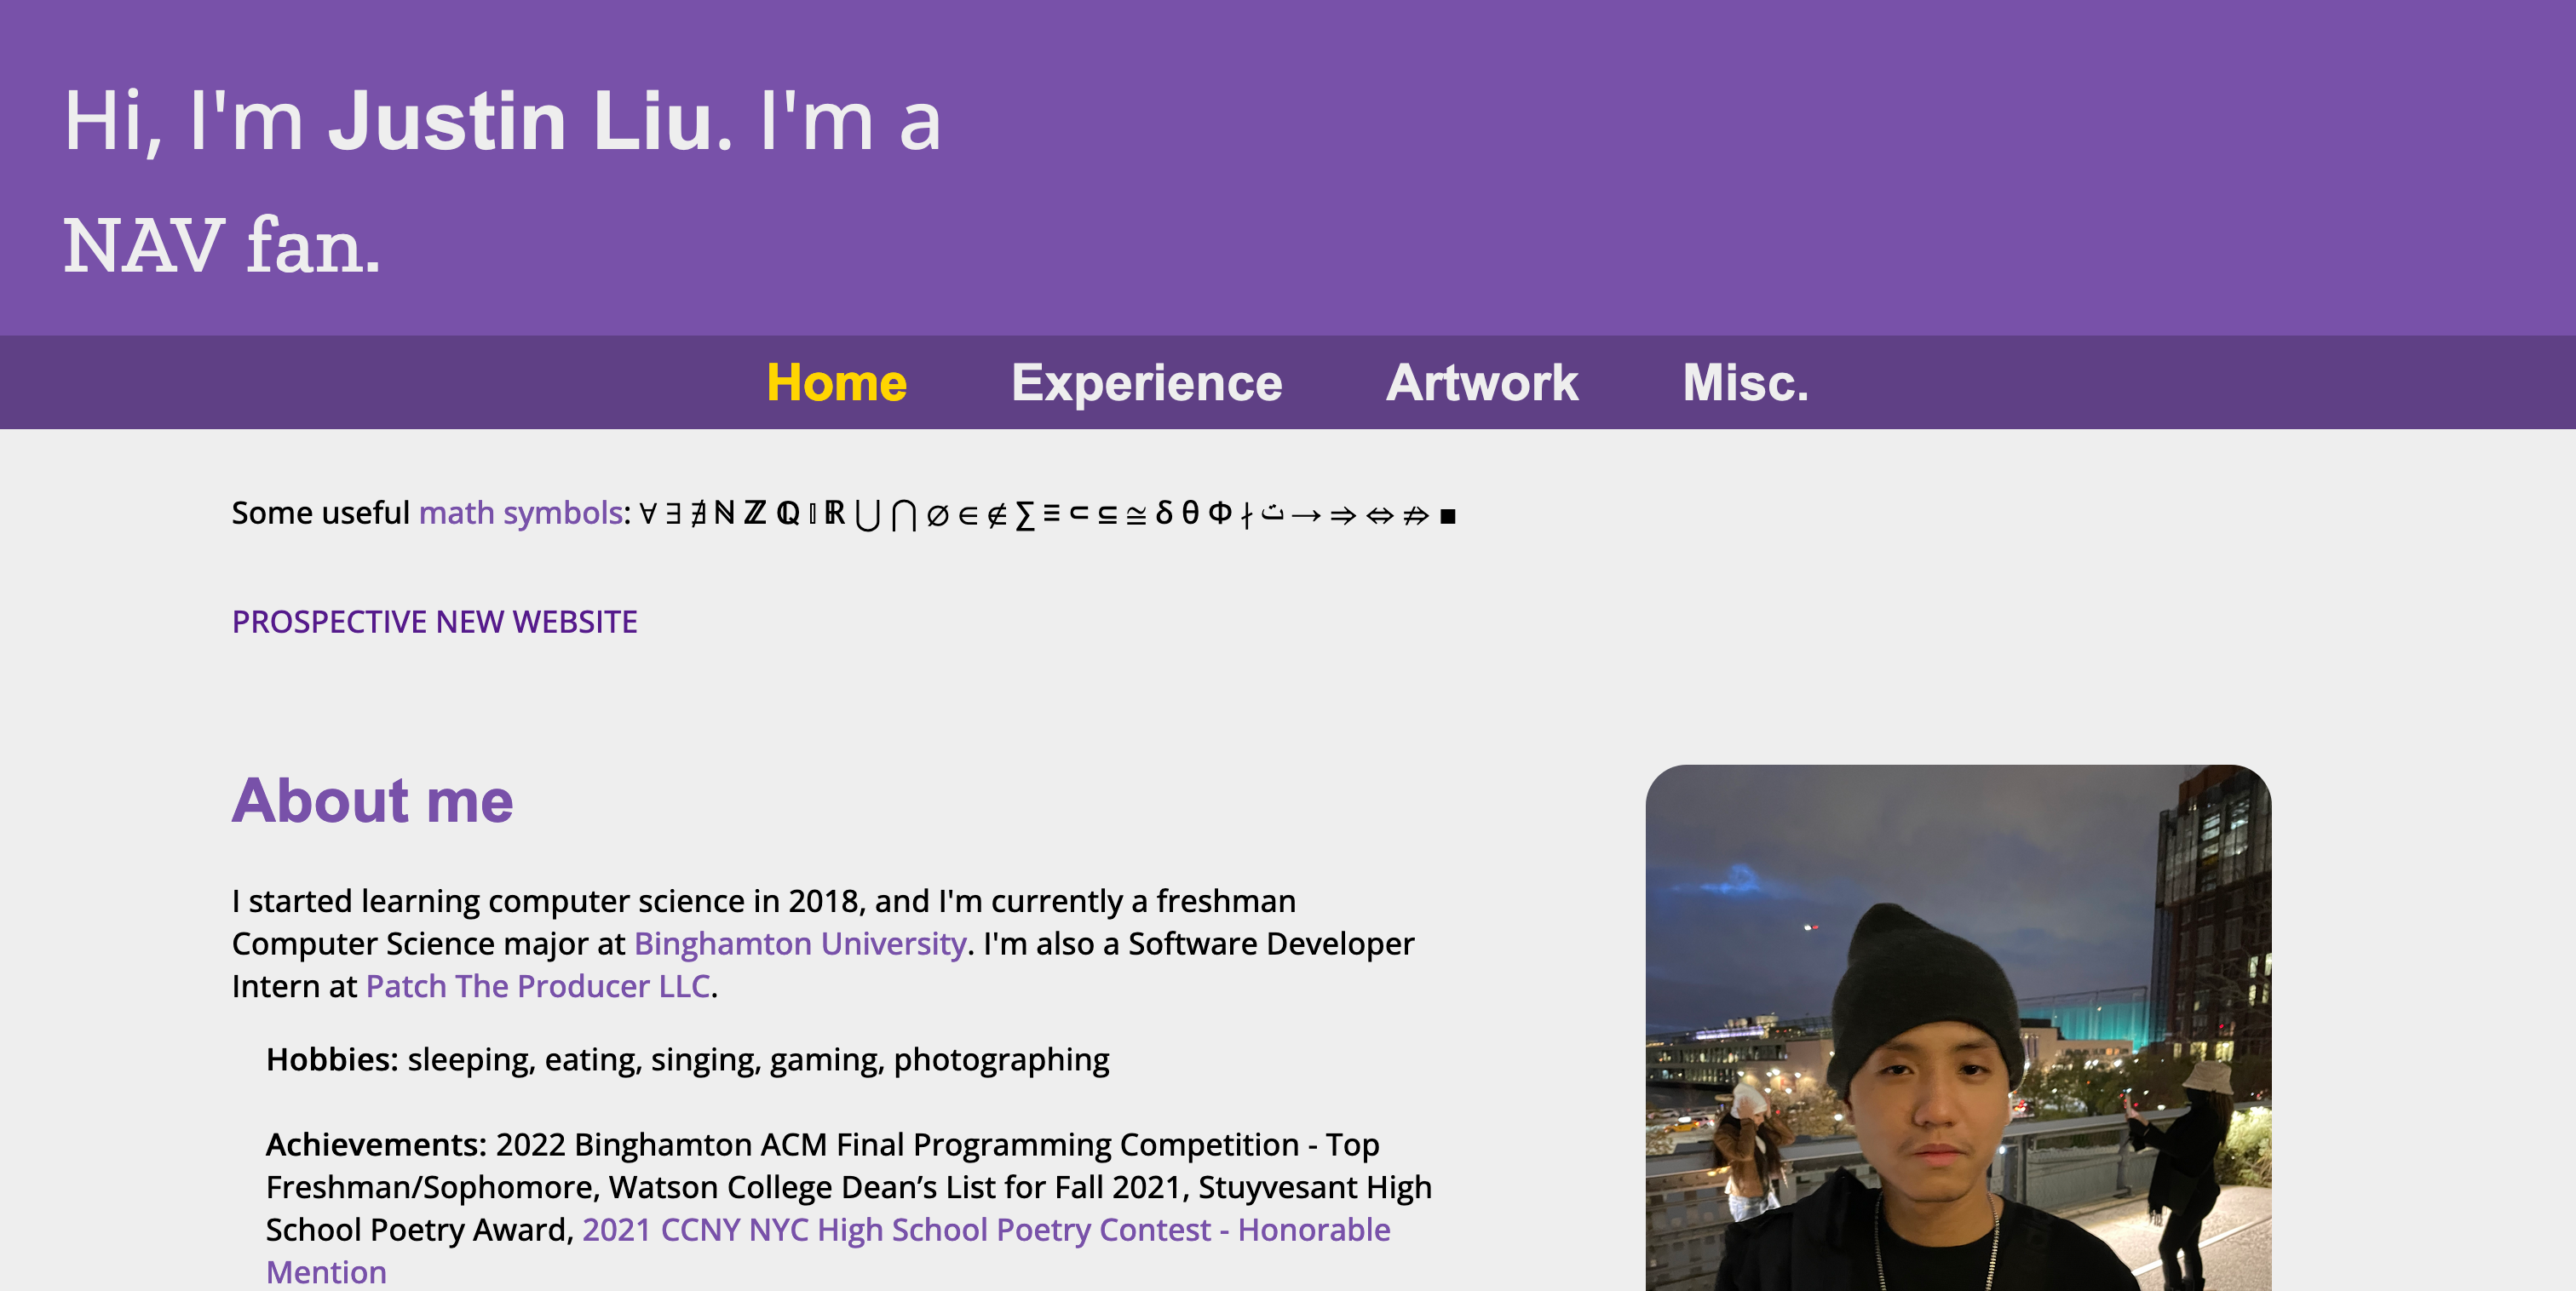 Hi, I'm Justin Liu. I'm a
NAV fan.
Home Experience Artwork Misc.
Some useful math symbols: ∀ ∃ ∄ ℕ ℤ ℚ 𝕀 ℝ ⋃ ⋂ ∅ ∈ ∉ ∑ ≡ ⊂ ⊆ ≅ δ θ Φ ∤ ت → ⇒ ⇔ ⇏ ■
PROSPECTIVE NEW WEBSITE
About me
I started learning computer science in 2018, and I'm currently a freshman
Computer Science major at Binghamton University. I'm also a Software Developer
Intern at Patch The Producer LLC.
Hobbies: sleeping, eating, singing, gaming, photographing
Achievements: 2022 Binghamton ACM Final Programming Competition - Top
Freshman/Sophomore, Watson College Dean’s List for Fall 2021, Stuyvesant High
School Poetry Award, 2021 CCNY NYC High School Poetry Contest - Honorable
Mention